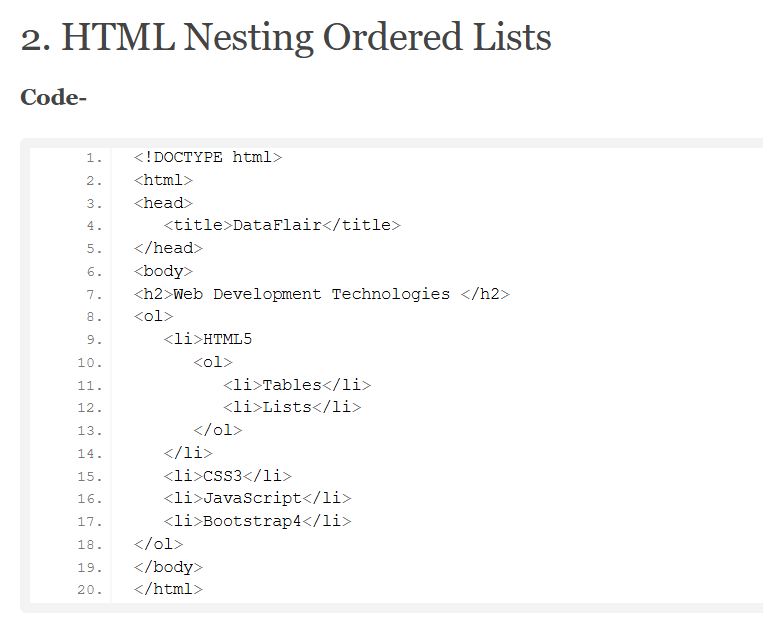 2. HTML Nesting Ordered Lists
Code-
1. <!DOCTYPE html>
2. <html>
3. <head>
4. <title>DataFlair</title>
5. </head>
6. <body>
7. <h2>Web Development Technologies </h2>
8. <ol>
9. <li>HTML5
10. <ol>
11. <li>Tables</li>
12. <li>Lists</li>
13. </ol>
14. </li>
15. <li>CSS3</li>
16. <li>JavaScript</li>
17. <li>Bootstrap4</li>
18. </ol>
19. </body>
20. </html>